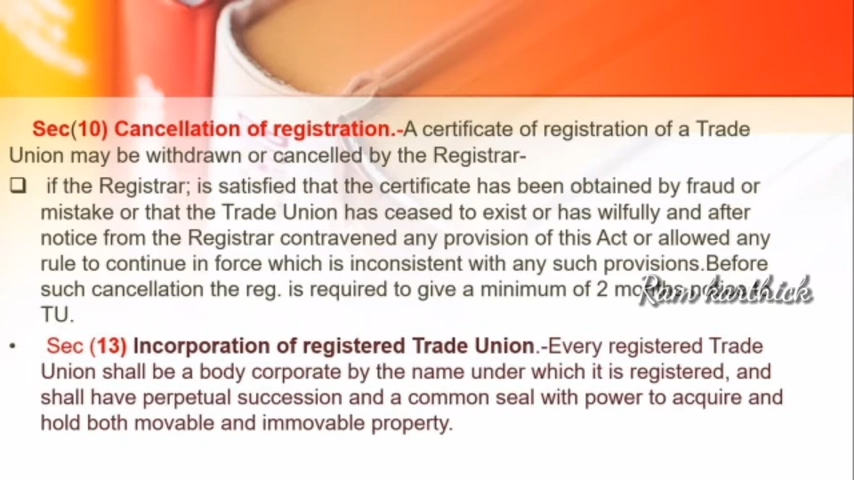 Sec(10) Cancellation of registration.-A certificate of registration of a Trade
Union may be withdrawn or cancelled by the Registrar-
❑ if the Registrar; is satisfied that the certificate has been obtained by fraud or
mistake or that the Trade Union has ceased to exist or has wilfully and after
notice from the Registrar contravened any provision of this Act or allowed any
rule to continue in force which is inconsistent with any such provisions.Before
such cancellation the reg. is required to give a minimum of 2
Ram karthick
TU.
• Sec (13) Incorporation of registered Trade Union.-Every registered Trade
Union shall be a body corporate by the name under which it is registered, and
shall have perpetual succession and a common seal with power to acquire and
hold both movable and immovable property.